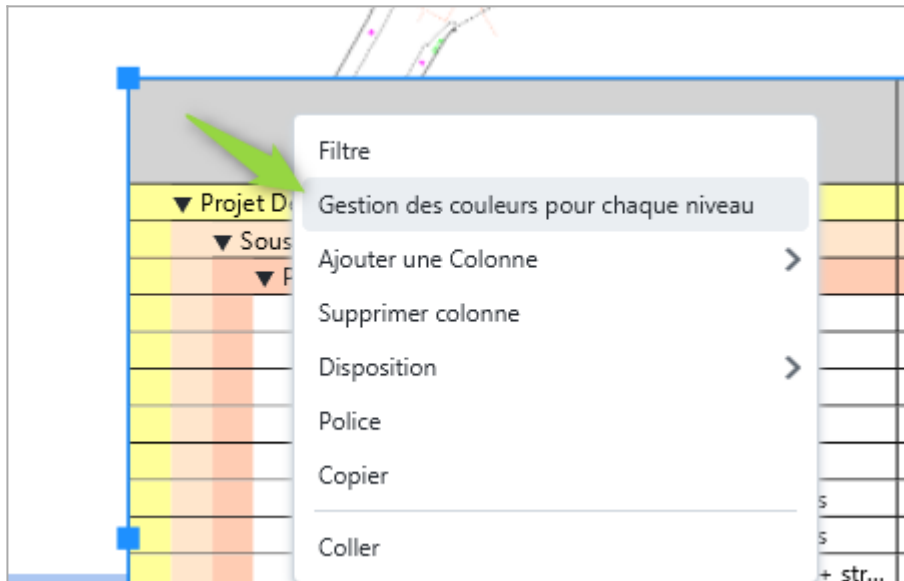 Filtre
▼ Projet D
Gestion des couleurs pour chaque niveau
▼ Sous
Ajouter une Colonne
▼
Supprimer colonne
Disposition
Police
Copier
s
Coller
s
+ str...